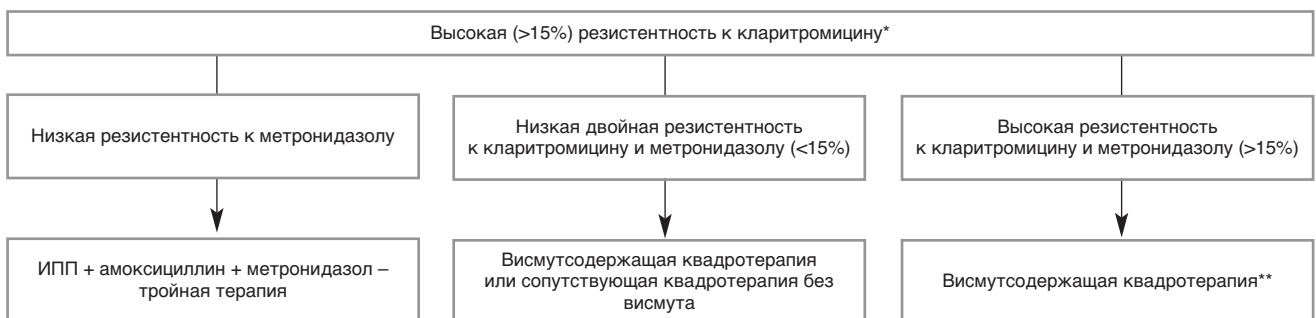 Высокая (>15%) резистентность к кларитромицину*
Низкая резистентность к метронидазолу
Низкая двойная резистентность
к кларитромицину и метронидазолу (<15%)
Высокая резистентность
к кларитромицину и метронидазолу (>15%)
ИПП + амоксициллин + метронидазол –
тройная терапия
Висмутсодержащая квадротерапия
или сопутствующая квадротерапия без
висмута
Висмутсодержащая квадротерапия**